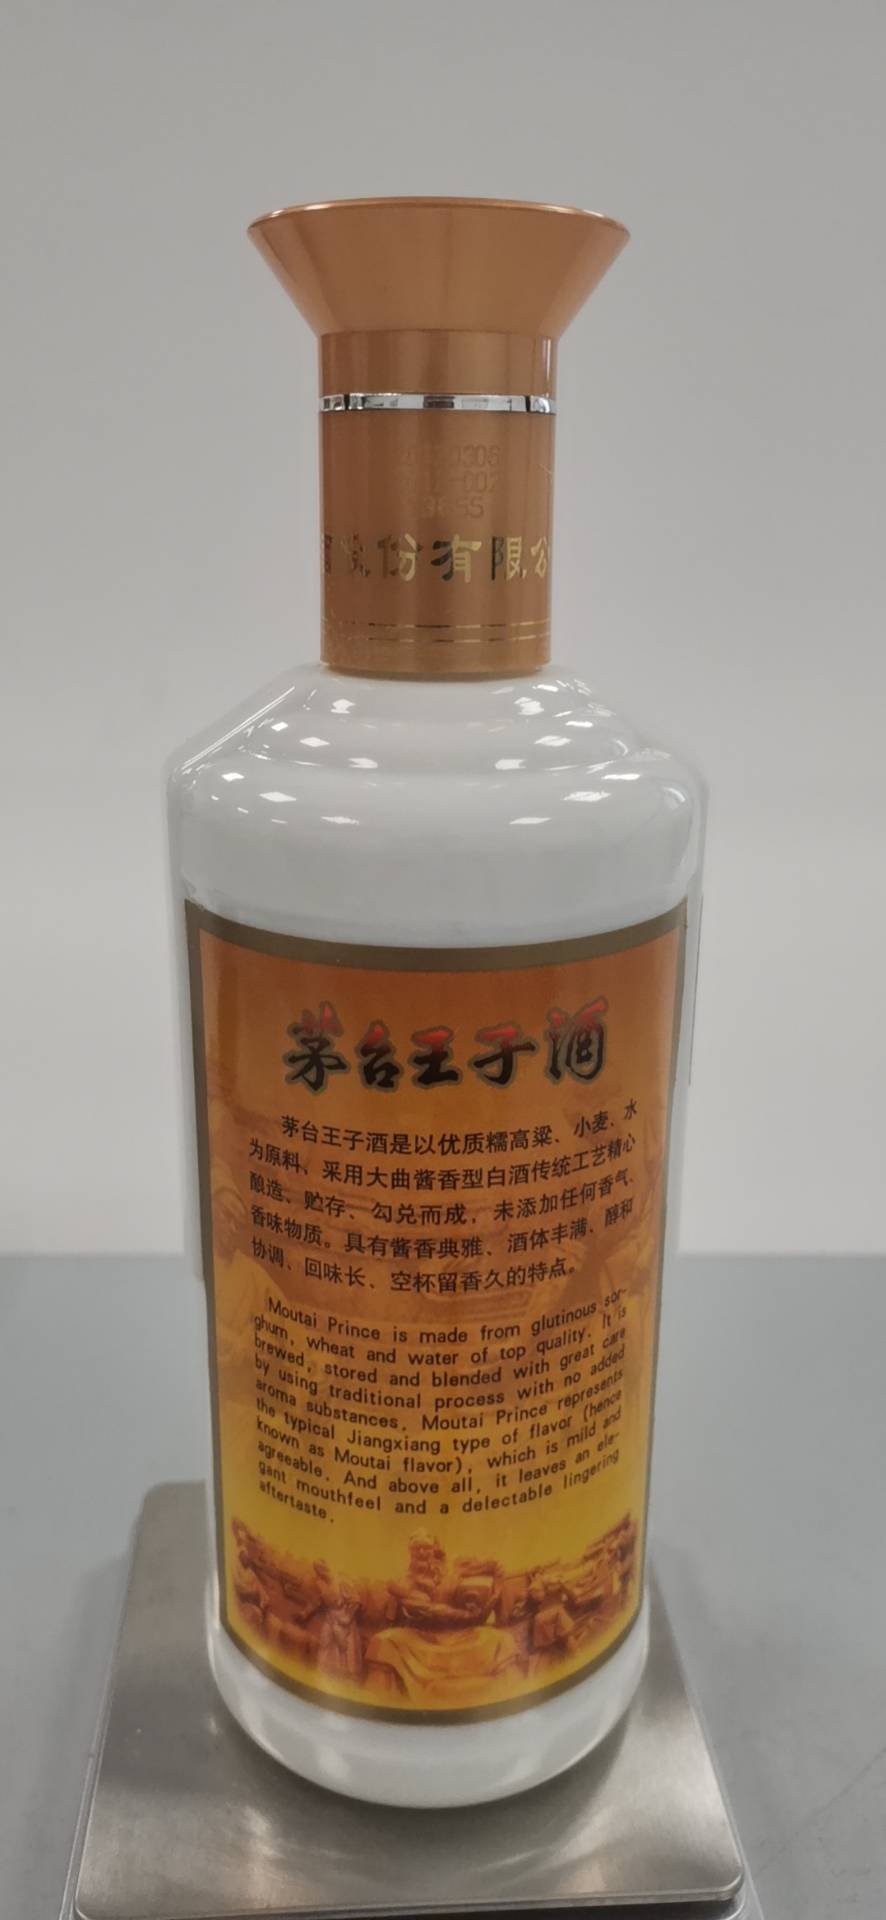 股份有限公
茅台王子酒
茅台王子酒是以优质糯高粱、小麦、水
为原料、采用大曲酱香型白酒传统工艺精心
酿造、贮存、勾兑而成，未添加任何香气、
香味物质。具有酱香典雅、酒体丰满、醇和
协调、回味长、空杯留香久的特点。
Moutai Prince is made from glutinous sor-
ghum, wheat and water of top quality. It is
brewed, stored and blended with great care
by using traditional process with no added
aroma substances. Moutai Prince represents
the typical Jiangxiang type of flavor (hence
known as Moutai flavor), which is mild and
agreeable. And above all, it leaves an ele-
gant mouthfeel and a delectable lingering
aftertaste.